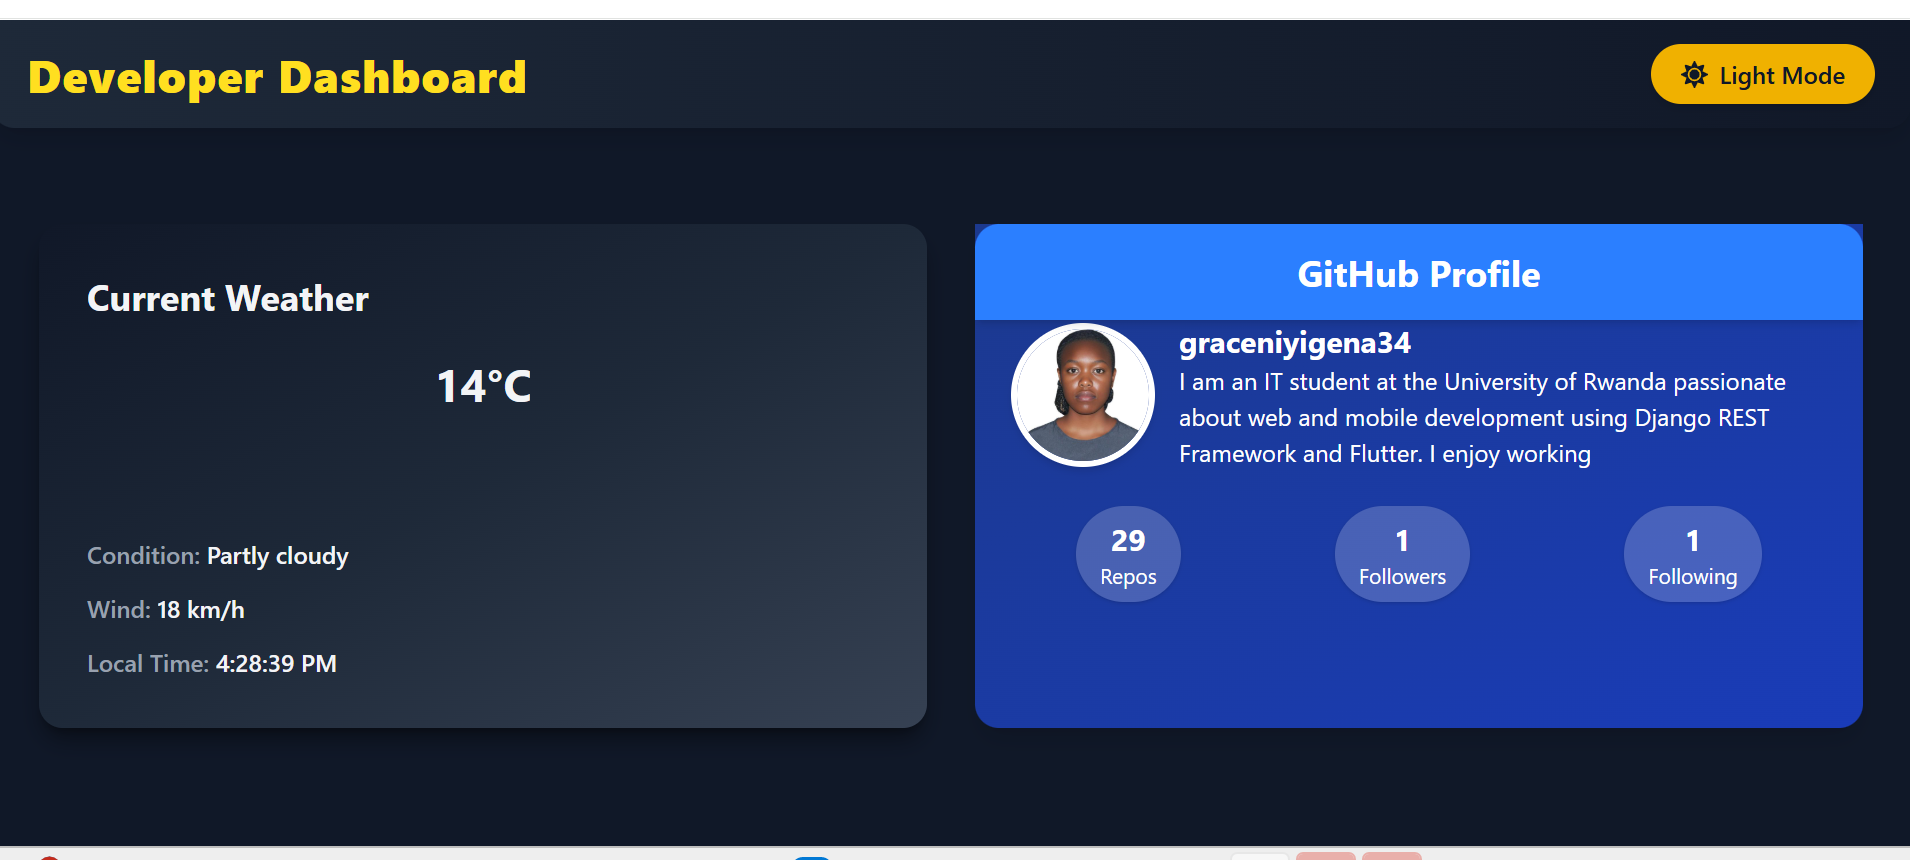 Developer Dashboard
Light Mode
Current Weather
14°C
Condition: Partly cloudy
Wind: 18 km/h
Local Time: 4:28:39 PM
GitHub Profile
graceniyigena34
I am an IT student at the University of Rwanda passionate
about web and mobile development using Django REST
Framework and Flutter. I enjoy working
29
Repos
1
Followers
1
Following